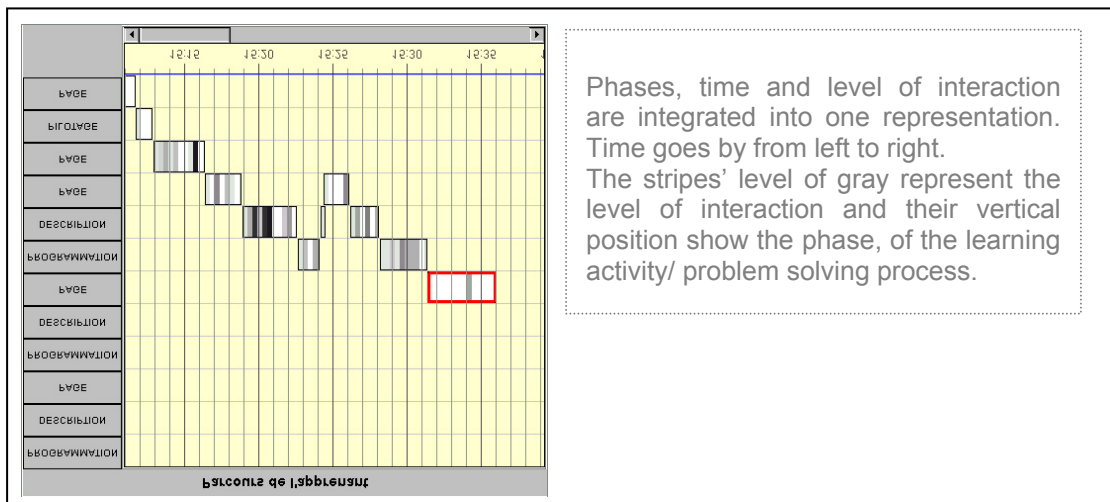 15:15 15:20 15:25 15:30 15:35
PAGE
PILOTAGE
PAGE
PAGE
DESCRIPTION
PROGRAMMATION
PAGE
DESCRIPTION
PROGRAMMATION
PAGE
DESCRIPTION
PROGRAMMATION
Parcours de l'apprenant
Phases, time and level of interaction
are integrated into one representation.
Time goes by from left to right.
The stripes’ level of gray represent the
level of interaction and their vertical
position show the phase, of the learning
activity/ problem solving process.